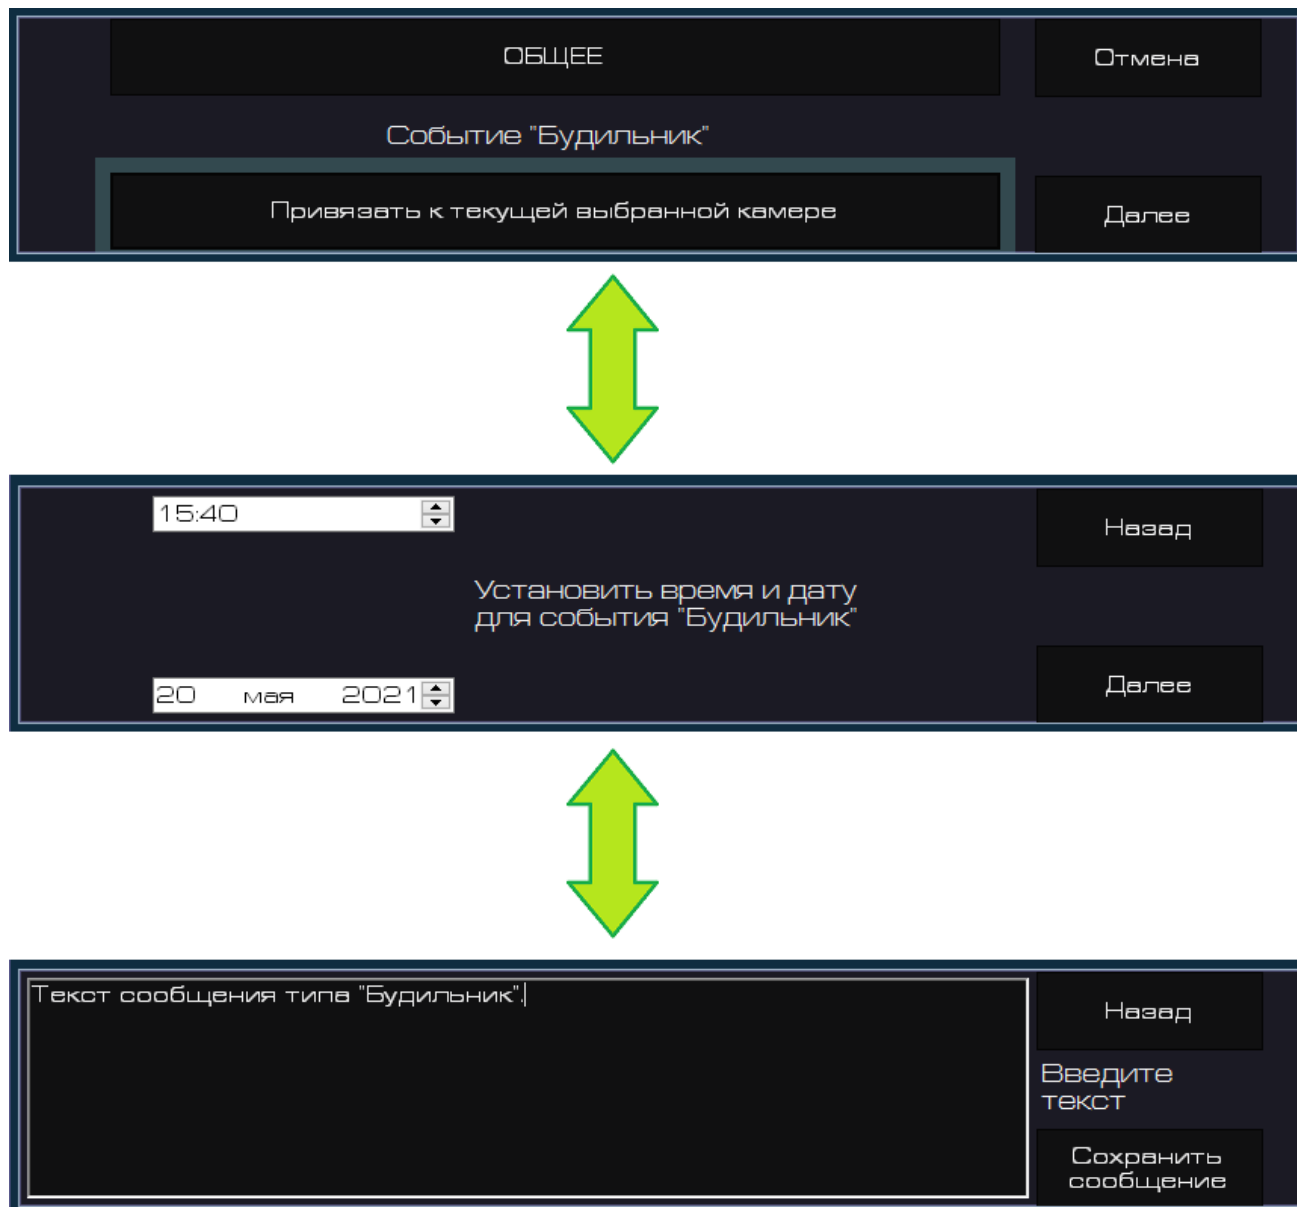 ОБЩЕЕ
Отмена
Событие "Будильник"
Привязать к текущей выбранной камере
Далее
15:40
Назад
Установить время и дату
для события "Будильник"
20 мая 2021
Далее
Текст сообщения типа "Будильник".
Назад
Введите
текст
Сохранить
сообщение